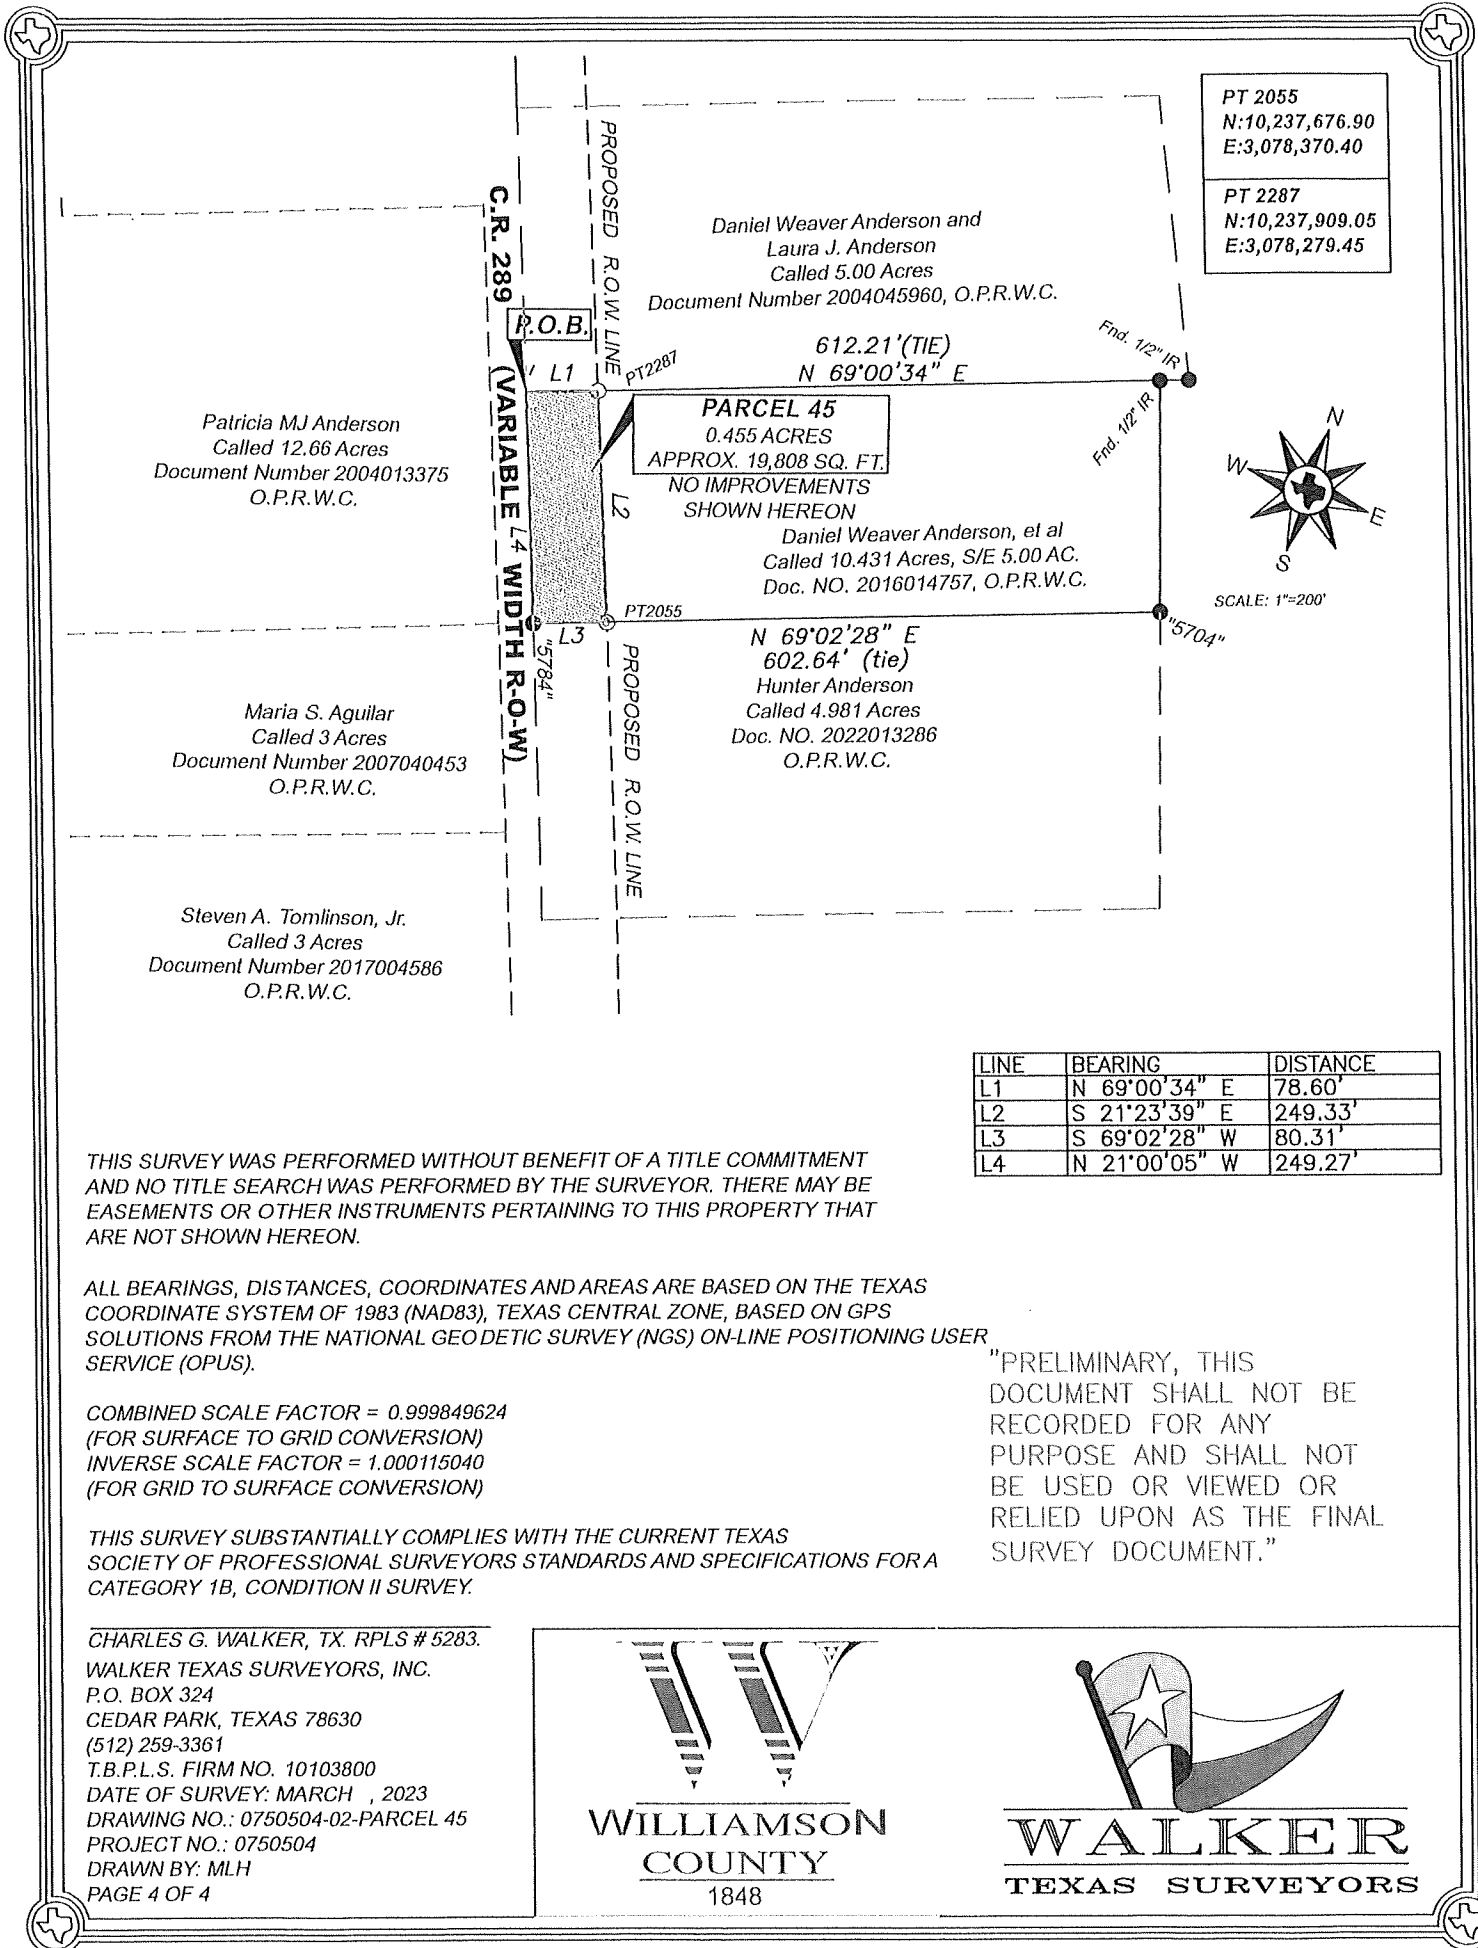 PT 2055
N:10,237,676.90
E:3,078,370.40
PT 2287
N:10,237,909.05
E:3,078,279.45
PROPOSED R.O.W. LINE
C.R. 289 (VARIABLE WIDTH R-O-W)
Daniel Weaver Anderson and
Laura J. Anderson
Called 5.00 Acres
Document Number 2004045960, O.P.R.W.C.
P.O.B.
612.21'(TIE)
N 69°00'34" E
Fnd. 1/2" IR
L1
PT2287
Fnd. 1/2" IR
Patricia MJ Anderson
Called 12.66 Acres
Document Number 2004013375
O.P.R.W.C.
PARCEL 45
0.455 ACRES
APPROX. 19,808 SQ. FT.
NO IMPROVEMENTS
SHOWN HEREON
L2
L4
Daniel Weaver Anderson, et al
Called 10.431 Acres, S/E 5.00 AC.
Doc. NO. 2016014757, O.P.R.W.C.
N
W
E
S
SCALE: 1"=200'
PT2055
L3
"5784"
"5704"
N 69°02'28" E
602.64' (tie)
Hunter Anderson
Called 4.981 Acres
Doc. NO. 2022013286
O.P.R.W.C.
PROPOSED R.O.W. LINE
Maria S. Aguilar
Called 3 Acres
Document Number 2007040453
O.P.R.W.C.
Steven A. Tomlinson, Jr.
Called 3 Acres
Document Number 2017004586
O.P.R.W.C.
LINE BEARING DISTANCE
L1 N 69°00'34" E 78.60'
L2 S 21°23'39" E 249.33'
L3 S 69°02'28" W 80.31'
L4 N 21°00'05" W 249.27'
THIS SURVEY WAS PERFORMED WITHOUT BENEFIT OF A TITLE COMMITMENT
AND NO TITLE SEARCH WAS PERFORMED BY THE SURVEYOR. THERE MAY BE
EASEMENTS OR OTHER INSTRUMENTS PERTAINING TO THIS PROPERTY THAT
ARE NOT SHOWN HEREON.
ALL BEARINGS, DISTANCES, COORDINATES AND AREAS ARE BASED ON THE TEXAS
COORDINATE SYSTEM OF 1983 (NAD83), TEXAS CENTRAL ZONE, BASED ON GPS
SOLUTIONS FROM THE NATIONAL GEODETIC SURVEY (NGS) ON-LINE POSITIONING USER
SERVICE (OPUS).
COMBINED SCALE FACTOR = 0.999849624
(FOR SURFACE TO GRID CONVERSION)
INVERSE SCALE FACTOR = 1.000115040
(FOR GRID TO SURFACE CONVERSION)
THIS SURVEY SUBSTANTIALLY COMPLIES WITH THE CURRENT TEXAS
SOCIETY OF PROFESSIONAL SURVEYORS STANDARDS AND SPECIFICATIONS FOR A
CATEGORY 1B, CONDITION II SURVEY.
"PRELIMINARY, THIS
DOCUMENT SHALL NOT BE
RECORDED FOR ANY
PURPOSE AND SHALL NOT
BE USED OR VIEWED OR
RELIED UPON AS THE FINAL
SURVEY DOCUMENT."
CHARLES G. WALKER, TX. RPLS # 5283.
WALKER TEXAS SURVEYORS, INC.
P.O. BOX 324
CEDAR PARK, TEXAS 78630
(512) 259-3361
T.B.P.L.S. FIRM NO. 10103800
DATE OF SURVEY: MARCH , 2023
DRAWING NO.: 0750504-02-PARCEL 45
PROJECT NO.: 0750504
DRAWN BY: MLH
PAGE 4 OF 4
WILLIAMSON
COUNTY
1848
WALKER
TEXAS SURVEYORS